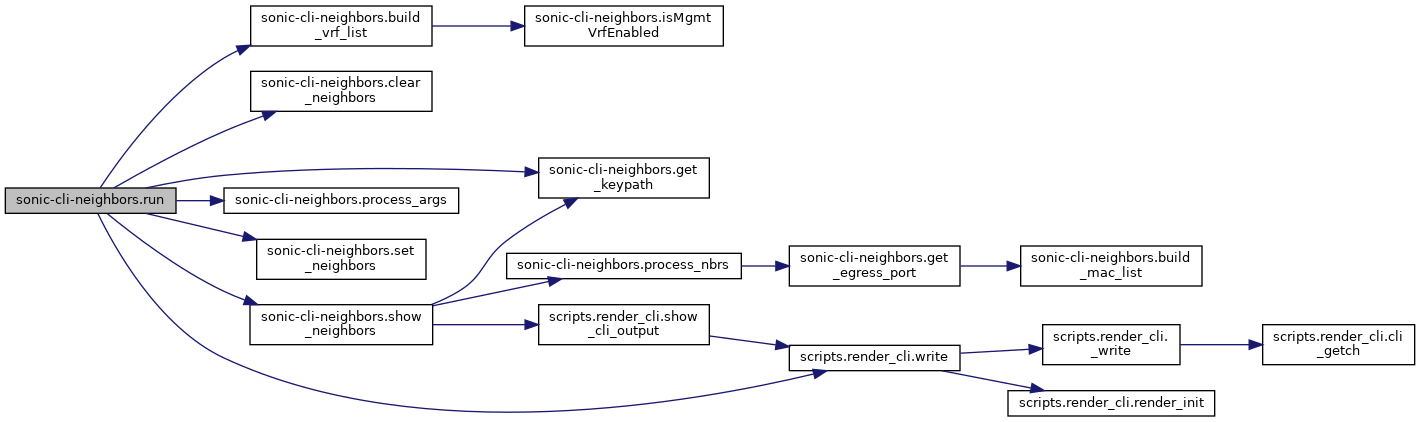 sonic-cli-neighbors.run
sonic-cli-neighbors.build
_vrf_list
sonic-cli-neighbors.isMgmt
VrfEnabled
sonic-cli-neighbors.clear
_neighbors
sonic-cli-neighbors.get
_keypath
sonic-cli-neighbors.process_args
sonic-cli-neighbors.set
_neighbors
sonic-cli-neighbors.show
_neighbors
sonic-cli-neighbors.process_nbrs
sonic-cli-neighbors.get
_egress_port
sonic-cli-neighbors.build
_mac_list
scripts.render_cli.show
_cli_output
scripts.render_cli.write
scripts.render_cli.
_write
scripts.render_cli.cli
_getch
scripts.render_cli.render_init